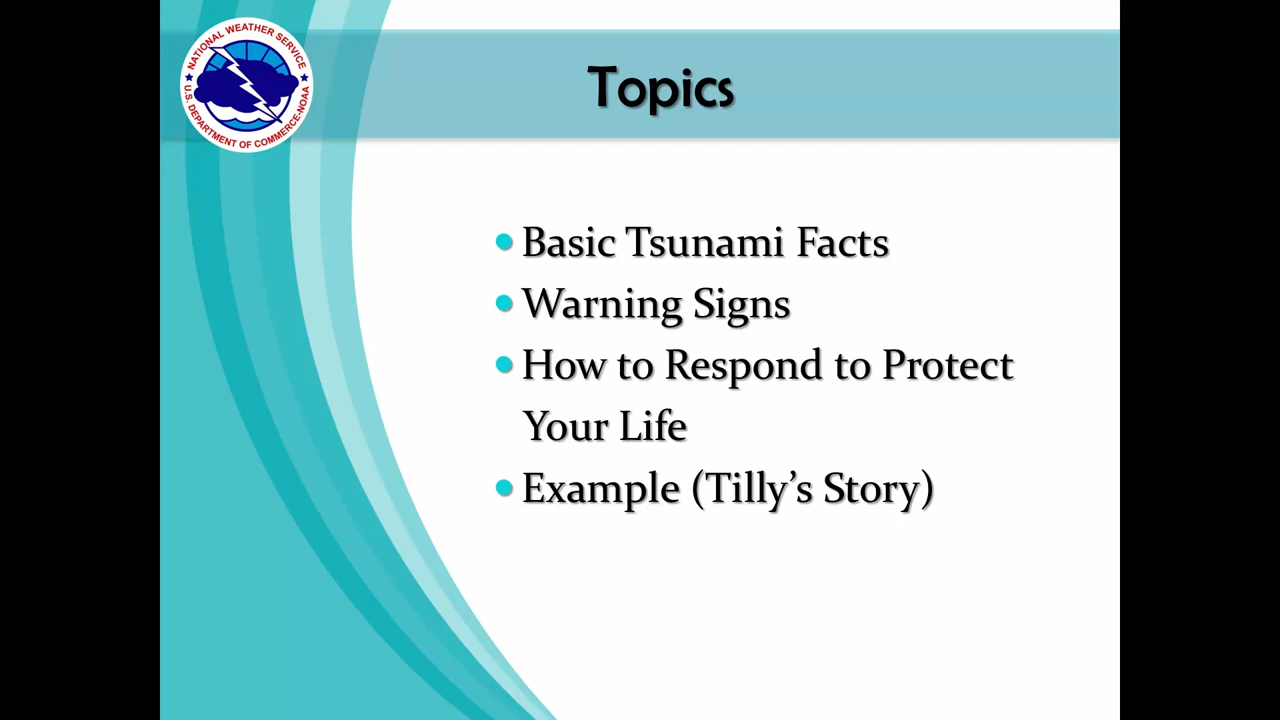 NATIONAL WEATHER SERVICE
U.S. DEPARTMENT OF COMMERCE-NOAA
Topics
• Basic Tsunami Facts
• Warning Signs
• How to Respond to Protect
Your Life
• Example (Tilly’s Story)